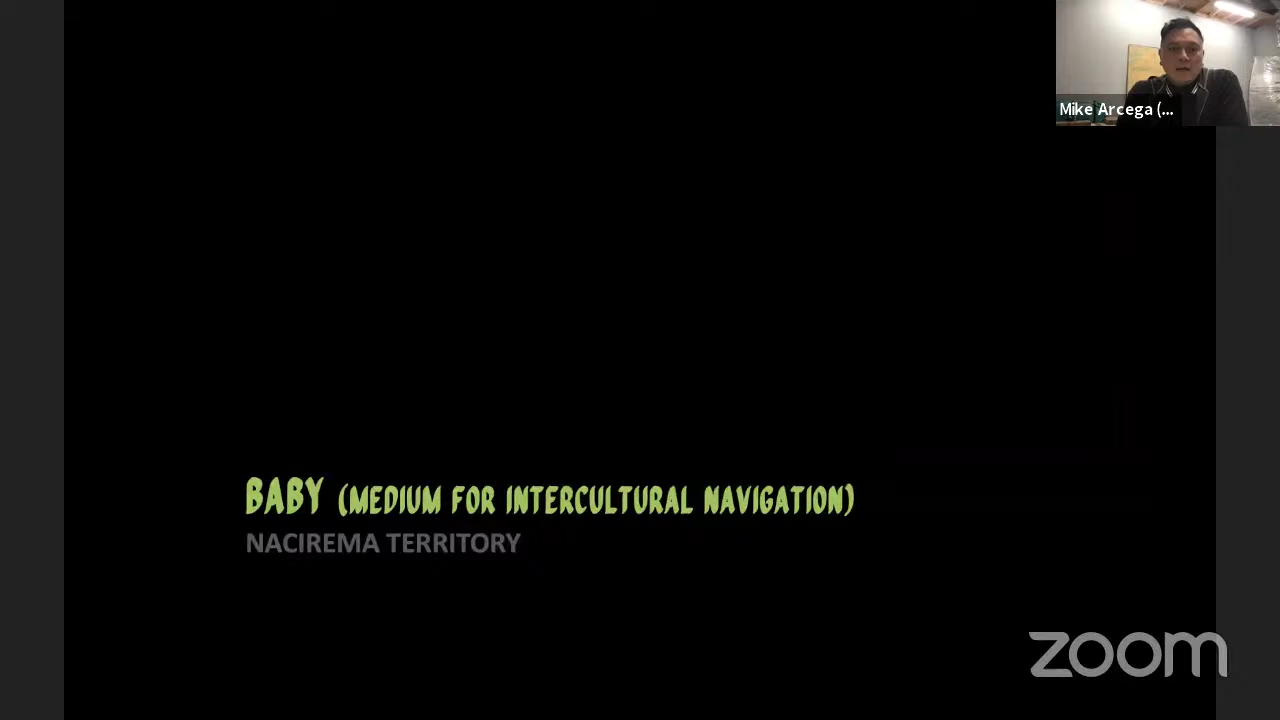 Mike Arcega (...
BABY (MEDIUM FOR INTERCULTURAL NAVIGATION)
NACIREMA TERRITORY
zoom